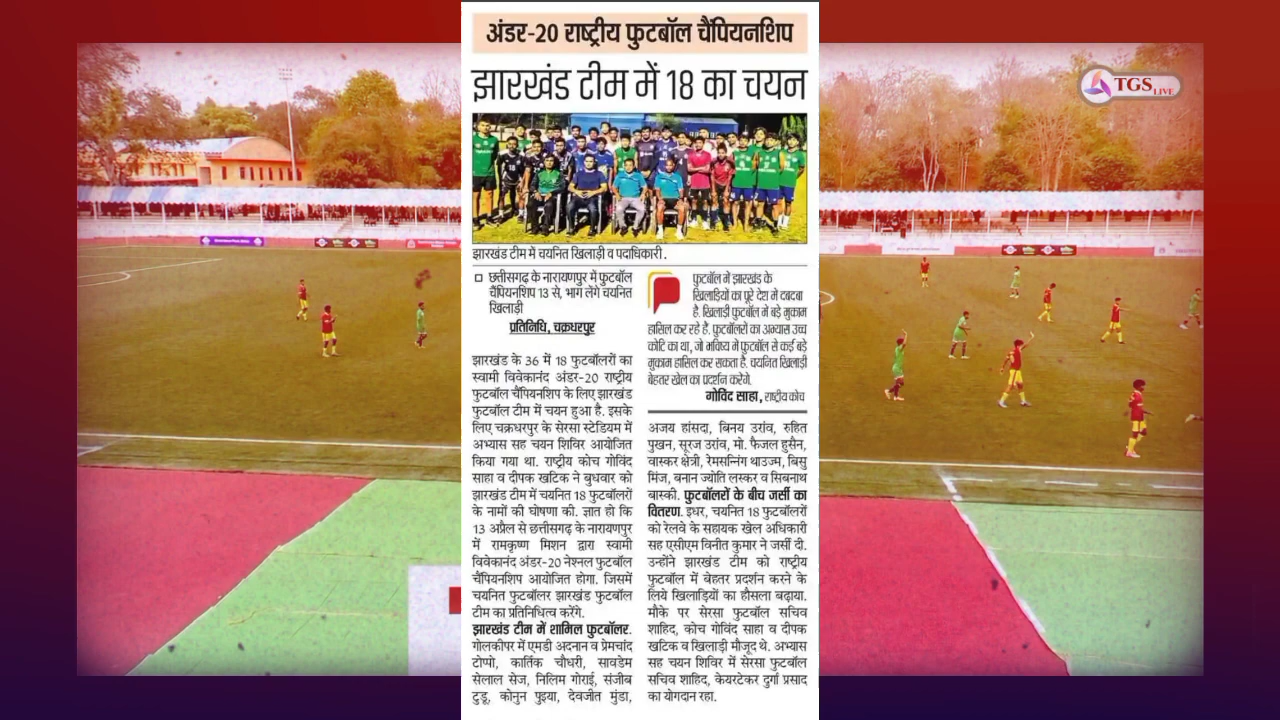 अंडर-20 राष्ट्रीय फुटबॉल चैंपियनशिप
झारखंड टीम में 18 का चयन
झारखंड टीम में चयनित खिलाड़ी व पदाधिकारी.
छत्तीसगढ़ के नारायणपुर में फुटबॉल
चैंपियनशिप 13 से, भाग लेंगे चयनित
खिलाड़ी
प्रतिनिधि, चक्रधरपुर
झारखंड के 36 में 18 फुटबॉलरों का
स्वामी विवेकानंद अंडर-20 राष्ट्रीय
फुटबॉल चैंपियनशिप के लिए झारखंड
फुटबॉल टीम में चयन हुआ है. इसके
लिए चक्रधरपुर के सेरसा स्टेडियम में
अभ्यास सह चयन शिविर आयोजित
किया गया था. राष्ट्रीय कोच गोविंद
साहा व दीपक खटिक ने बुधवार को
झारखंड टीम में चयनित 18 फुटबॉलरों
के नामों की घोषणा की. ज्ञात हो कि
13 अप्रैल से छत्तीसगढ़ के नारायणपुर
में रामकृष्ण मिशन द्वारा स्वामी
विवेकानंद अंडर-20 नेश्नल फुटबॉल
चैंपियनशिप आयोजित होगा. जिसमें
चयनित फुटबॉलर झारखंड फुटबॉल
टीम का प्रतिनिधित्व करेंगे.
झारखंड टीम में शामिल फुटबॉलर.
गोलकीपर में एमडी अदनान व प्रेमचांद
टोप्पो, कार्तिक चौधरी, सावडेम
सेलाल सेज, निलिम गोराई, संजीब
टुडू, कोनुन पुइया, देवजीत मुंडा,
फुटबॉल में झारखंड के
खिलाड़ियों का पूरे देश में दबदबा
है. खिलाड़ी फुटबॉल में बड़े मुकाम
हासिल कर रहे हैं. फुटबॉलरों का अभ्यास उच्च
कोटि का था, जो भविष्य में फुटबॉल से कई बड़े
मुकाम हासिल कर सकता है. चयनित खिलाड़ी
बेहतर खेल का प्रदर्शन करेंगे.
गोविंद साहा, राष्ट्रीय कोच
अजय हांसदा, बिनय उरांव, रुहित
पुखन, सूरज उरांव, मो. फैजल हुसैन,
वास्कर क्षेत्री, रेमसन्निंग थाउज्म, बिसु
मिंज, बनान ज्योति लस्कर व सिबनाथ
बास्की. फुटबॉलरों के बीच जर्सी का
वितरण. इधर, चयनित 18 फुटबॉलरों
को रेलवे के सहायक खेल अधिकारी
सह एसीएम विनीत कुमार ने जर्सी दी.
उन्होंने झारखंड टीम को राष्ट्रीय
फुटबॉल में बेहतर प्रदर्शन करने के
लिये खिलाड़ियों का हौसला बढ़ाया.
मौके पर सेरसा फुटबॉल सचिव
शाहिद, कोच गोविंद साहा व दीपक
खटिक व खिलाड़ी मौजूद थे. अभ्यास
सह चयन शिविर में सेरसा फुटबॉल
सचिव शाहिद, केयरटेकर दुर्गा प्रसाद
का योगदान रहा.
TGS LIVE